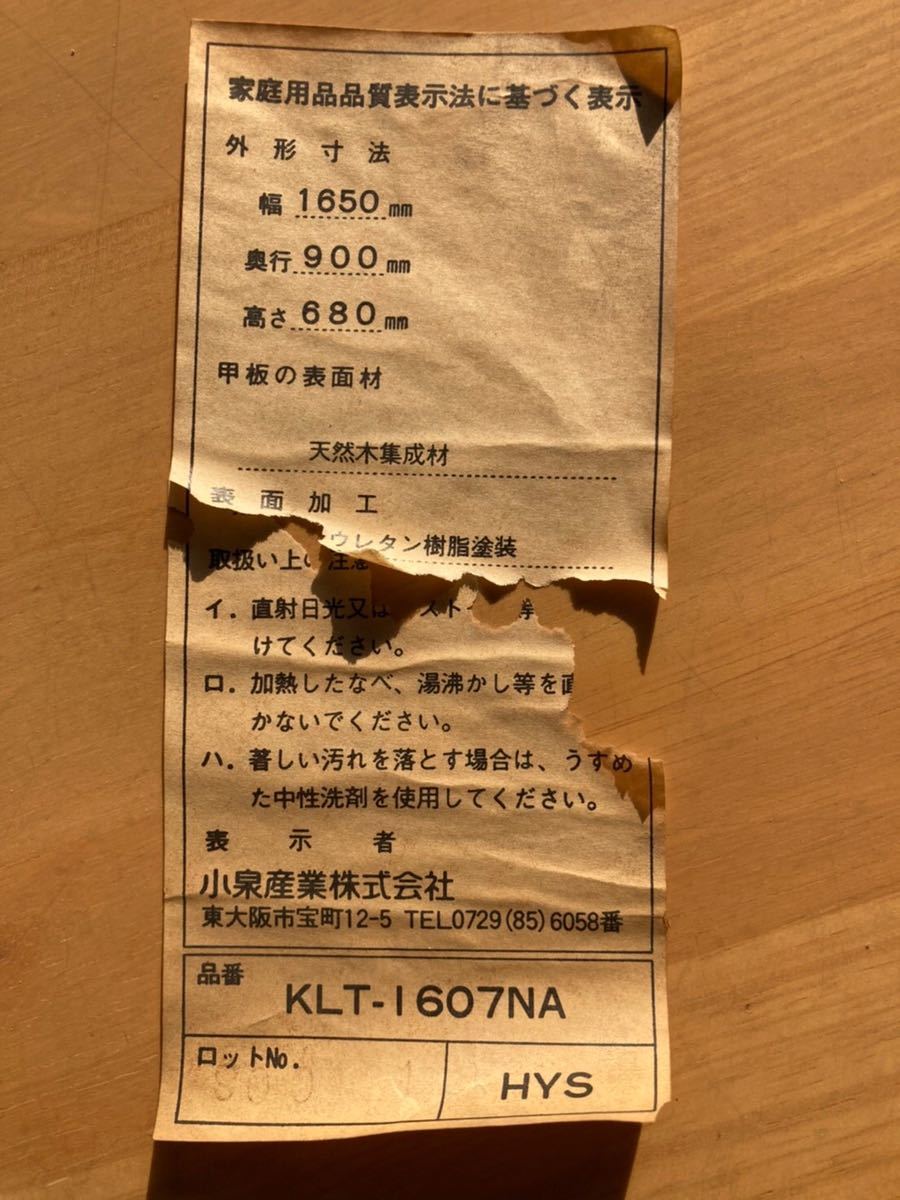 家庭用品品質表示法に基づく表示
外形寸法
幅 1650 mm
奥行 900 mm
高さ 680 mm
甲板の表面材
天然木集成材
表面加工
ウレタン樹脂塗装
取扱い上の注意
イ. 直射日光又は スト 等
けてください。
ロ. 加熱したなべ、湯沸かし等を直
かないでください。
ハ. 著しい汚れを落とす場合は、うすめ
た中性洗剤を使用してください。
表示者
小泉産業株式会社
東大阪市宝町12-5 TEL0729(85)6058番
品番
KLT-1607NA
ロットNo.
HYS